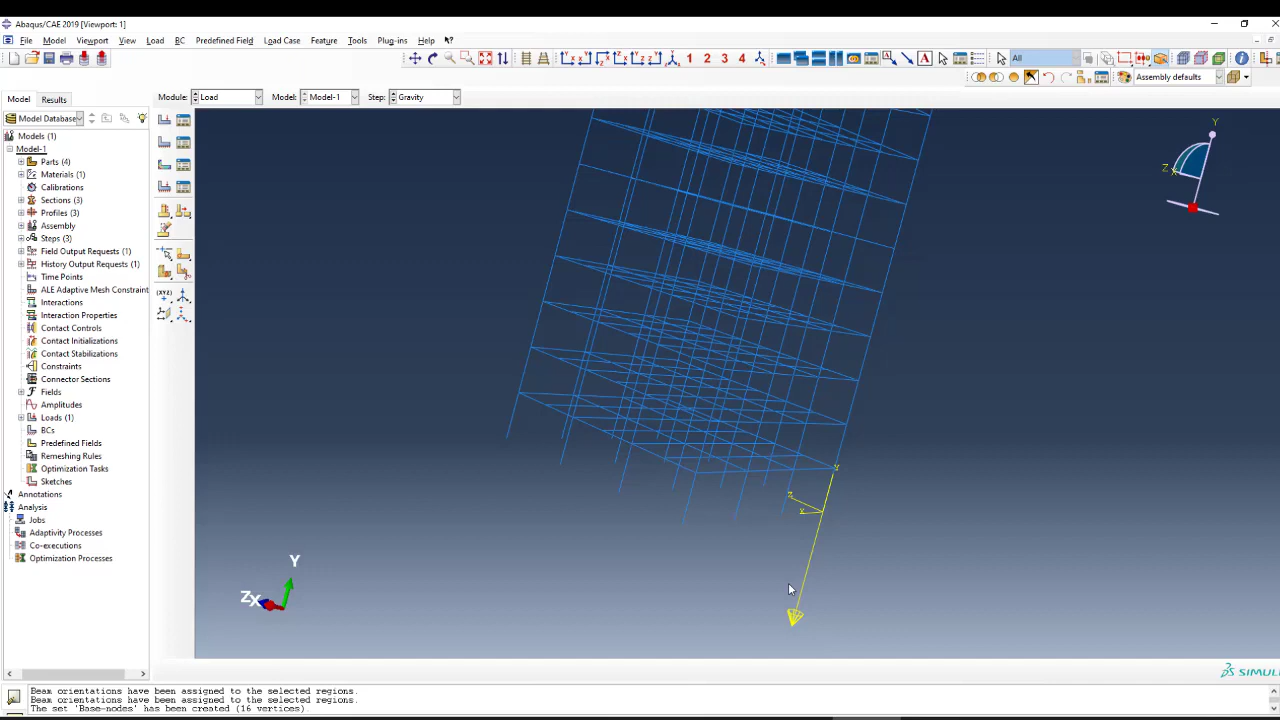 Abaqus/CAE 2019 [Viewport: 1]
File Model Viewport View Load BC Predefined Field Load Case Feature Tools Plug-ins Help
1 2 3 4 All
Assembly defaults
Model Results Module: Load Model: Model-1 Step: Gravity
Model Database
Models (1)
Model-1
Parts (4)
Materials (1)
Calibrations
Sections (3)
Profiles (3)
Assembly
Steps (3)
Field Output Requests (1)
History Output Requests (1)
Time Points
ALE Adaptive Mesh Constraint
Interactions
Interaction Properties
Contact Controls
Contact Initializations
Contact Stabilizations
Constraints
Connector Sections
Fields
Amplitudes
Loads (1)
BCs
Predefined Fields
Remeshing Rules
Optimization Tasks
Sketches
Annotations
Analysis
Jobs
Adaptivity Processes
Co-executions
Optimization Processes
Y
Z
X
Y
Z
X
Y
Z
X
SIMULI
Beam orientations have been assigned to the selected regions.
Beam orientations have been assigned to the selected regions.
The set 'Base-nodes' has been created (16 vertices).